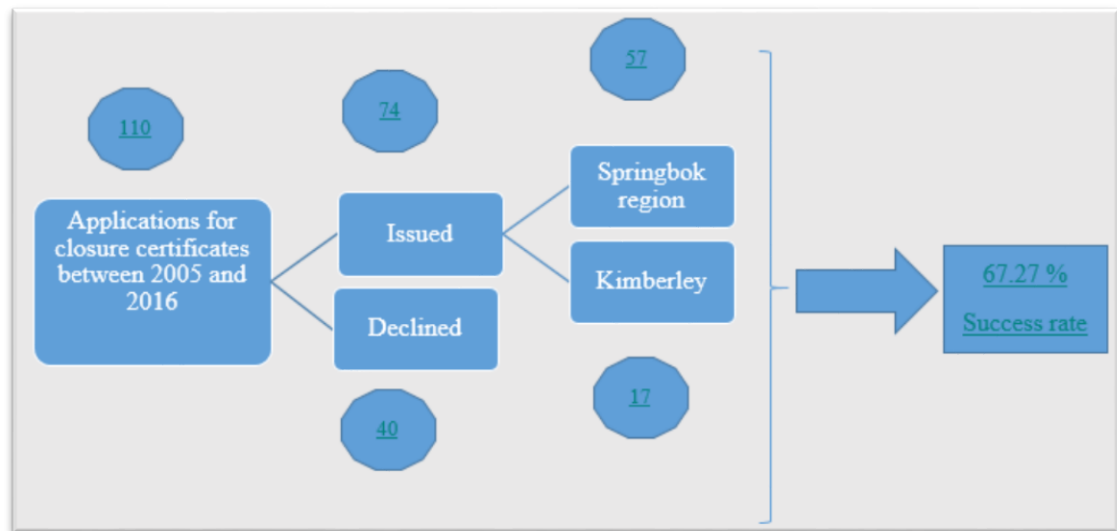 110
Applications for
closure certificates
between 2005 and
2016
74
Issued
Declined
40
57
Springbok
region
Kimberley
17
67.27 %
Success rate